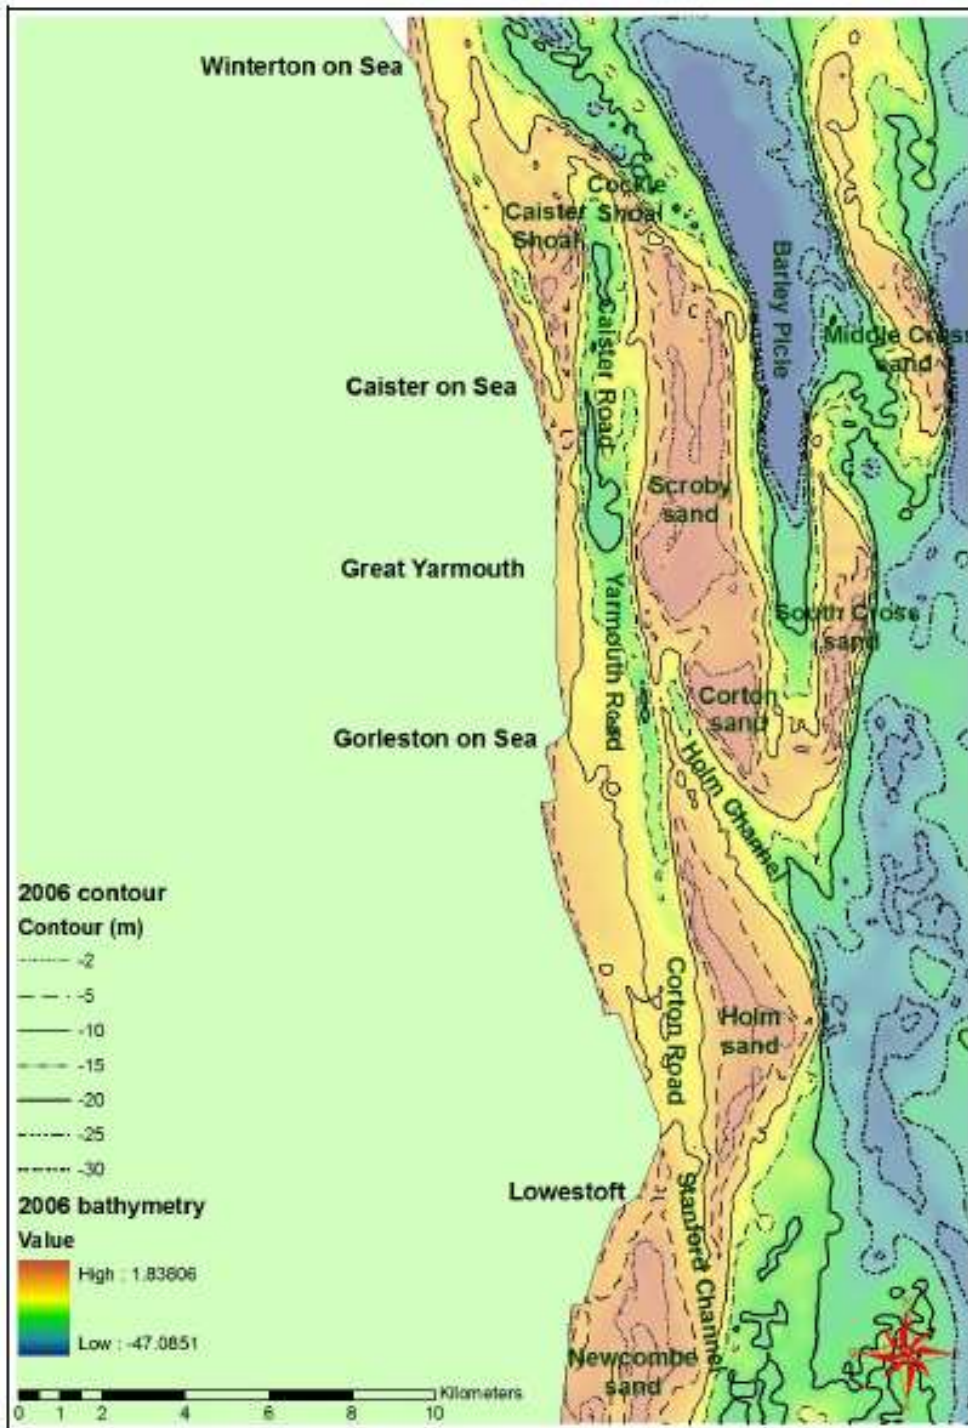 Winterton on Sea
Cockle
Shoal
Caister
Shoal
Barley Picle
Caister Road
Middle Cross
sand
Caister on Sea
Scroby
sand
Great Yarmouth
Yarmouth Road
South Cross
sand
Corton
sand
Gorleston on Sea
Holm Channel
2006 contour
Contour (m)
-2
-5
-10
-15
-20
-25
-30
Corton Road
Holm
sand
Lowestoft
Stanford Channel
2006 bathymetry
Value
High : 1.83806
Low : -47.0851
Newcombe
sand
Kilometers
0 1 2 4 6 8 10